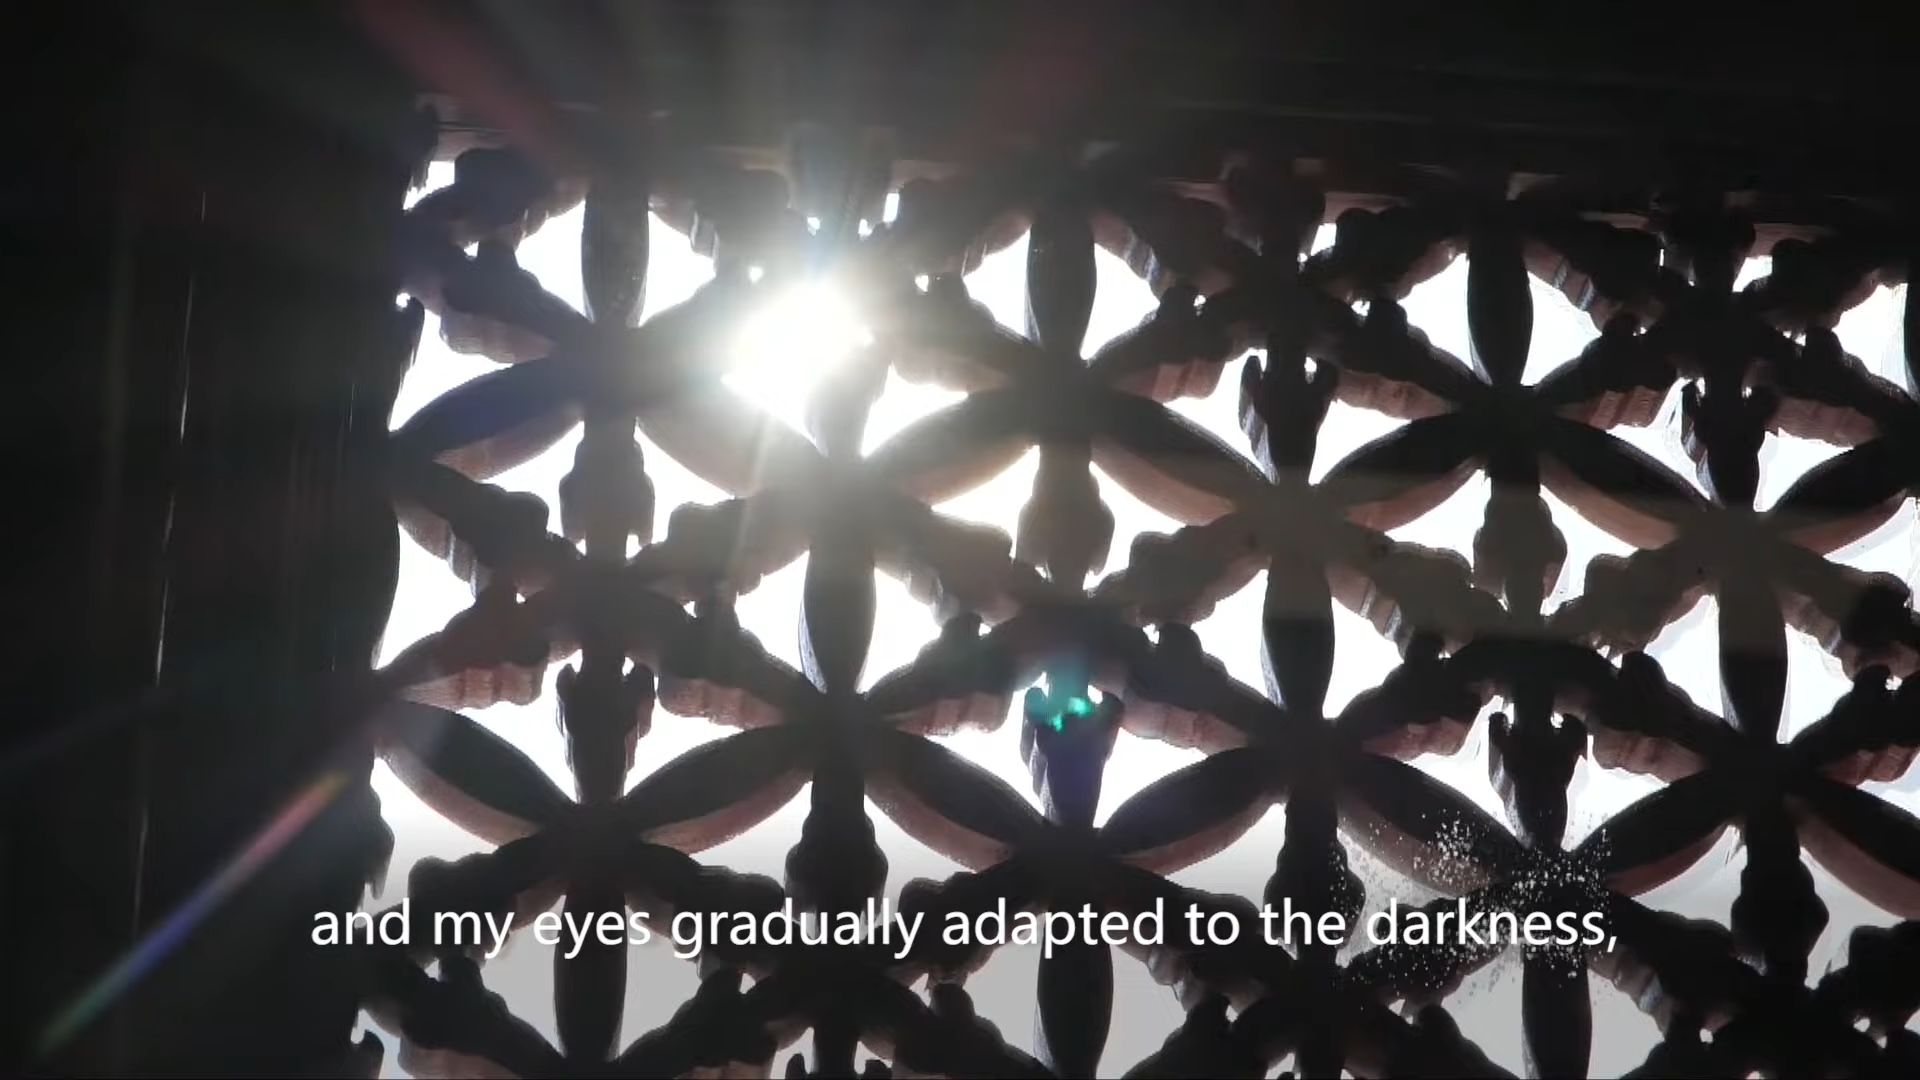 and my eyes gradually adapted to the darkness,